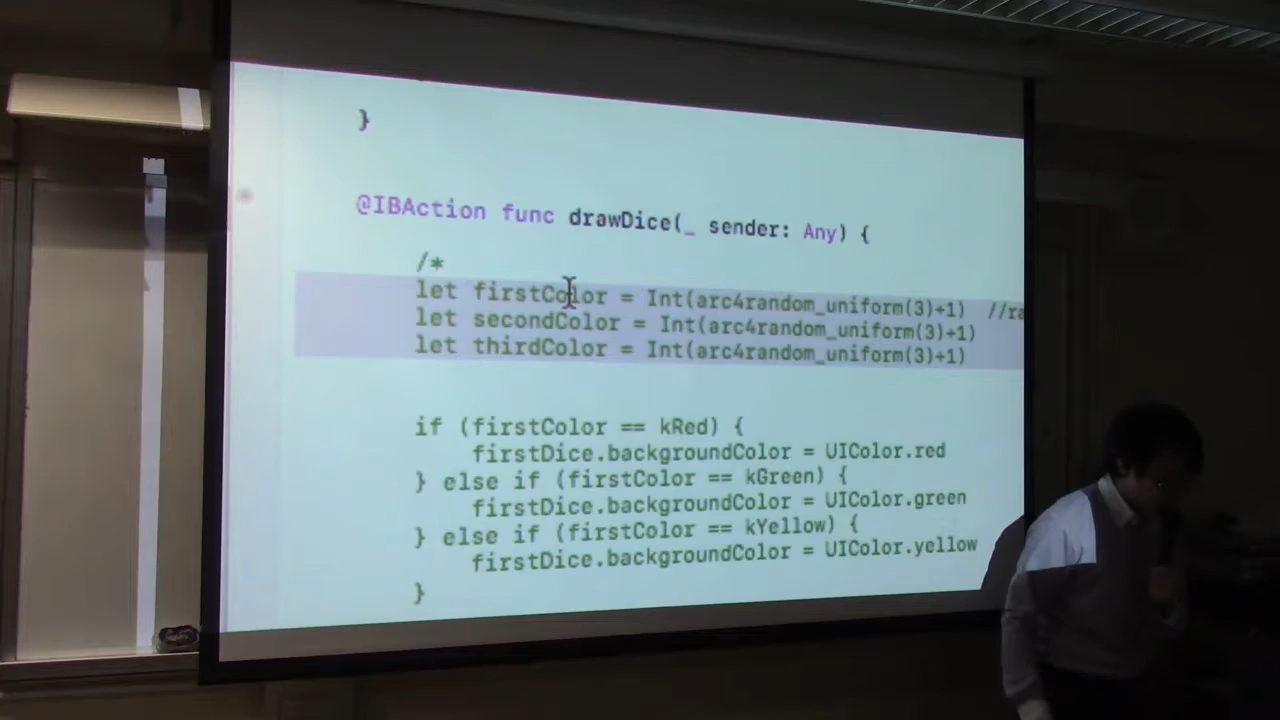 }
@IBAction func drawDice(_ sender: Any) {
/*
let firstColor = Int(arc4random_uniform(3)+1) //ra
let secondColor = Int(arc4random_uniform(3)+1)
let thirdColor = Int(arc4random_uniform(3)+1)
if (firstColor == kRed) {
firstDice.backgroundColor = UIColor.red
} else if (firstColor == kGreen) {
firstDice.backgroundColor = UIColor.green
} else if (firstColor == kYellow) {
firstDice.backgroundColor = UIColor.yellow
}